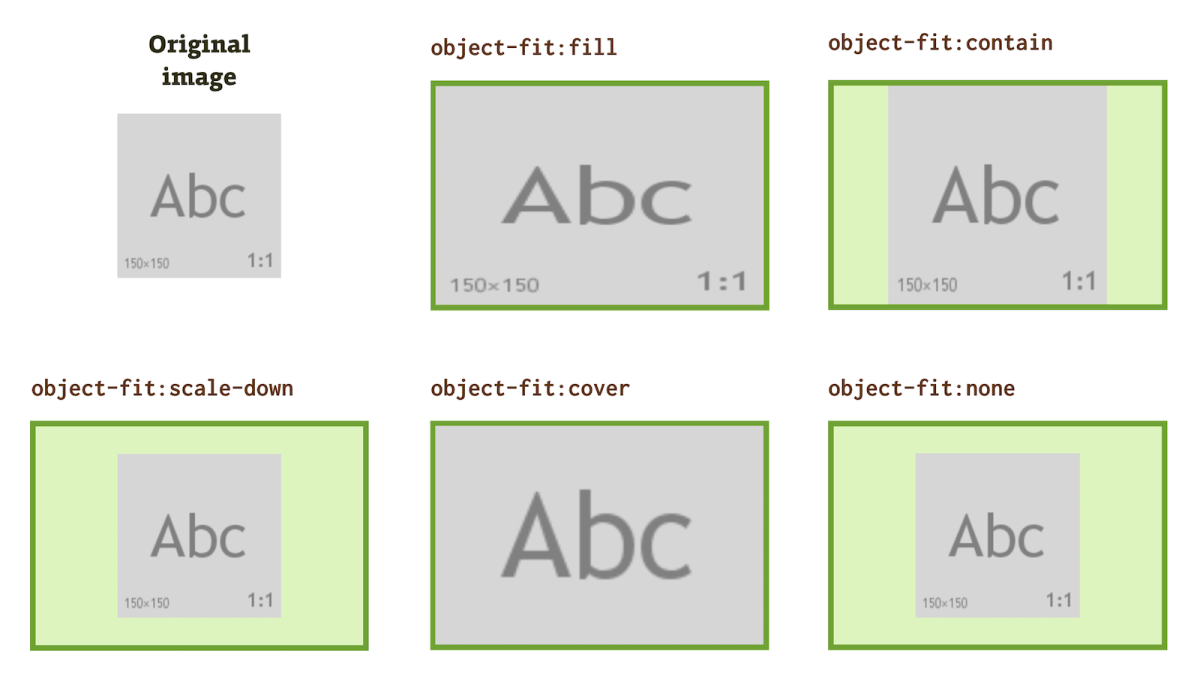 Original
image
Abc
150×150 1:1
object-fit:fill
Abc
150×150 1:1
object-fit:contain
Abc
150×150 1:1
object-fit:scale-down
Abc
150×150 1:1
object-fit:cover
Abc
object-fit:none
Abc
150×150 1:1